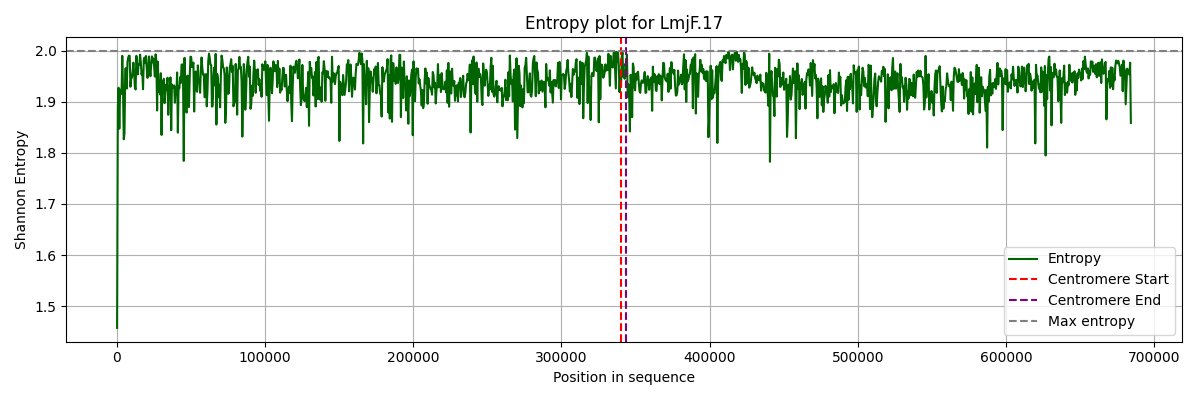 Entropy plot for LmjF.17
Shannon Entropy
2.0
1.9
1.8
1.7
1.6
1.5
0
100000
200000
300000
400000
500000
600000
700000
Position in sequence
Entropy
Centromere Start
Centromere End
Max entropy